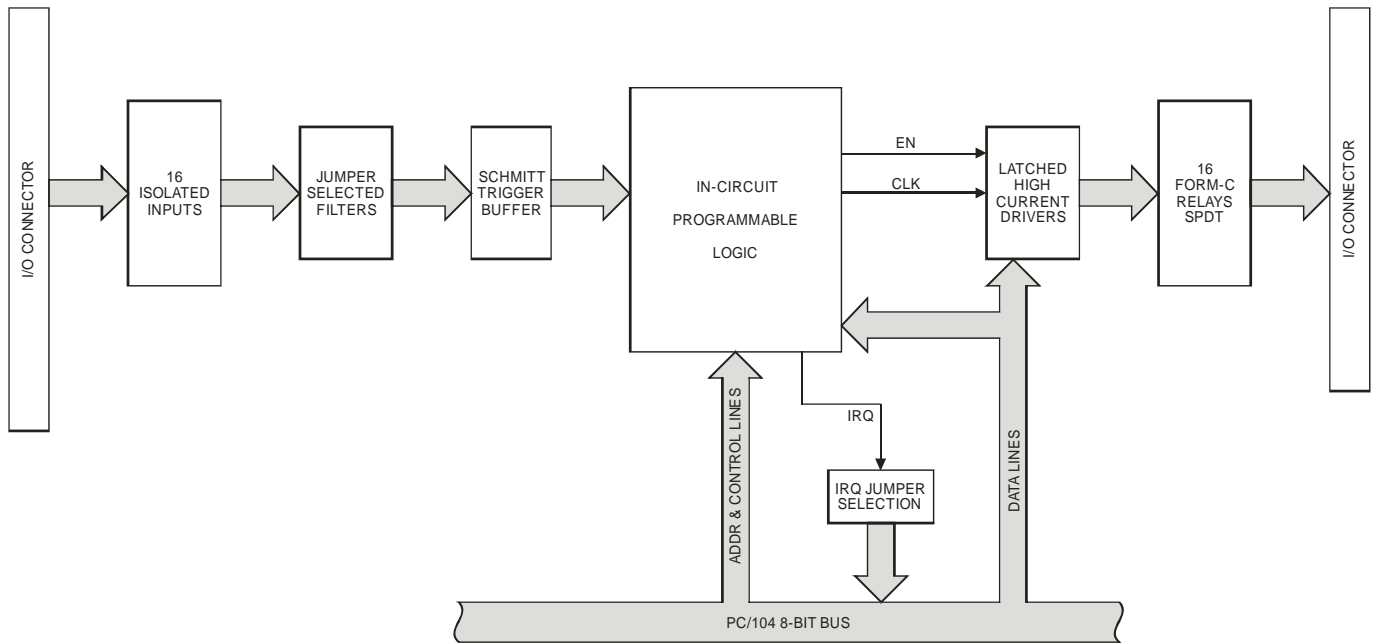 I/O CONNECTOR
16
ISOLATED
INPUTS
JUMPER
SELECTED
FILTERS
SCHMITT
TRIGGER
BUFFER
IN-CIRCUIT
PROGRAMMABLE
LOGIC
EN
CLK
LATCHED
HIGH
CURRENT
DRIVERS
16
FORM-C
RELAYS
SPDT
I/O CONNECTOR
ADDR & CONTROL LINES
IRQ
IRQ JUMPER
SELECTION
DATA LINES
PC/104 8-BIT BUS